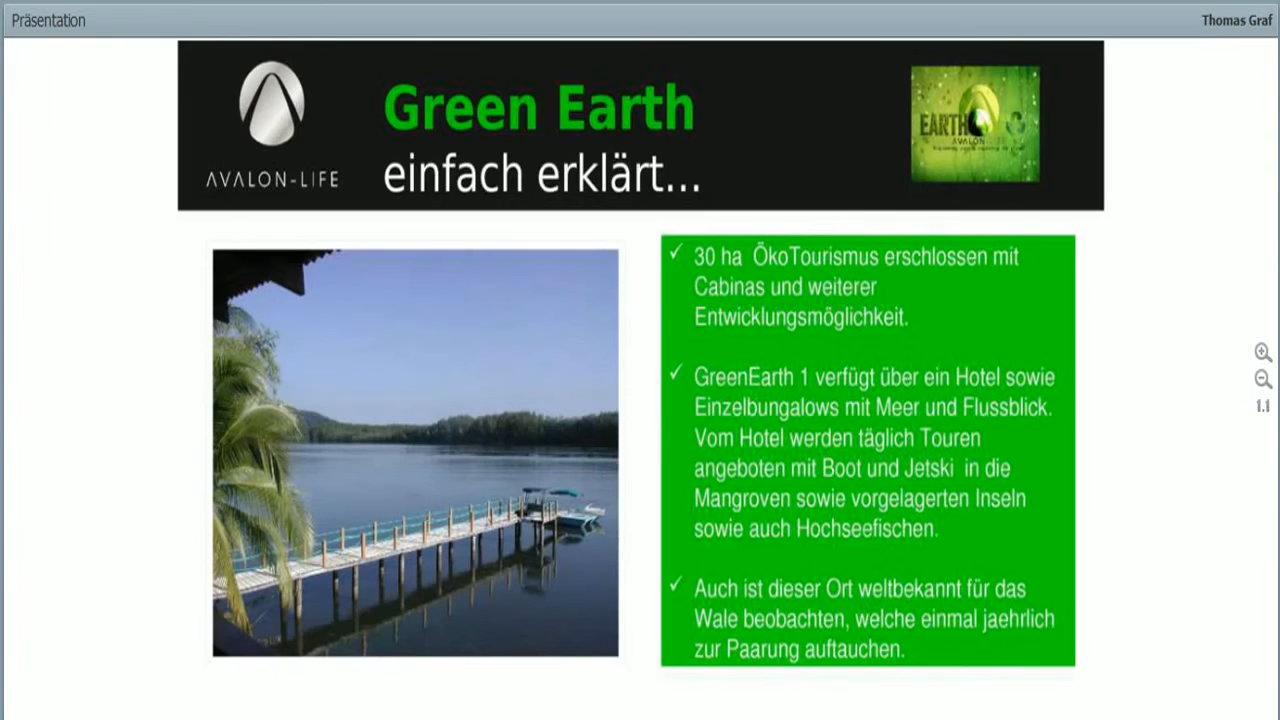 Präsentation
Thomas Graf
AVALON-LIFE
Green Earth
einfach erklärt...
EARTH
AVALON
✓ 30 ha ÖkoTourismus erschlossen mit
Cabinas und weiterer
Entwicklungsmöglichkeit.
✓ GreenEarth 1 verfügt über ein Hotel sowie
Einzelbungalows mit Meer und Flussblick.
Vom Hotel werden täglich Touren
angeboten mit Boot und Jetski in die
Mangroven sowie vorgelagerten Inseln
sowie auch Hochseefischen.
✓ Auch ist dieser Ort weltbekannt für das
Wale beobachten, welche einmal jaehrlich
zur Paarung auftauchen.
1.1